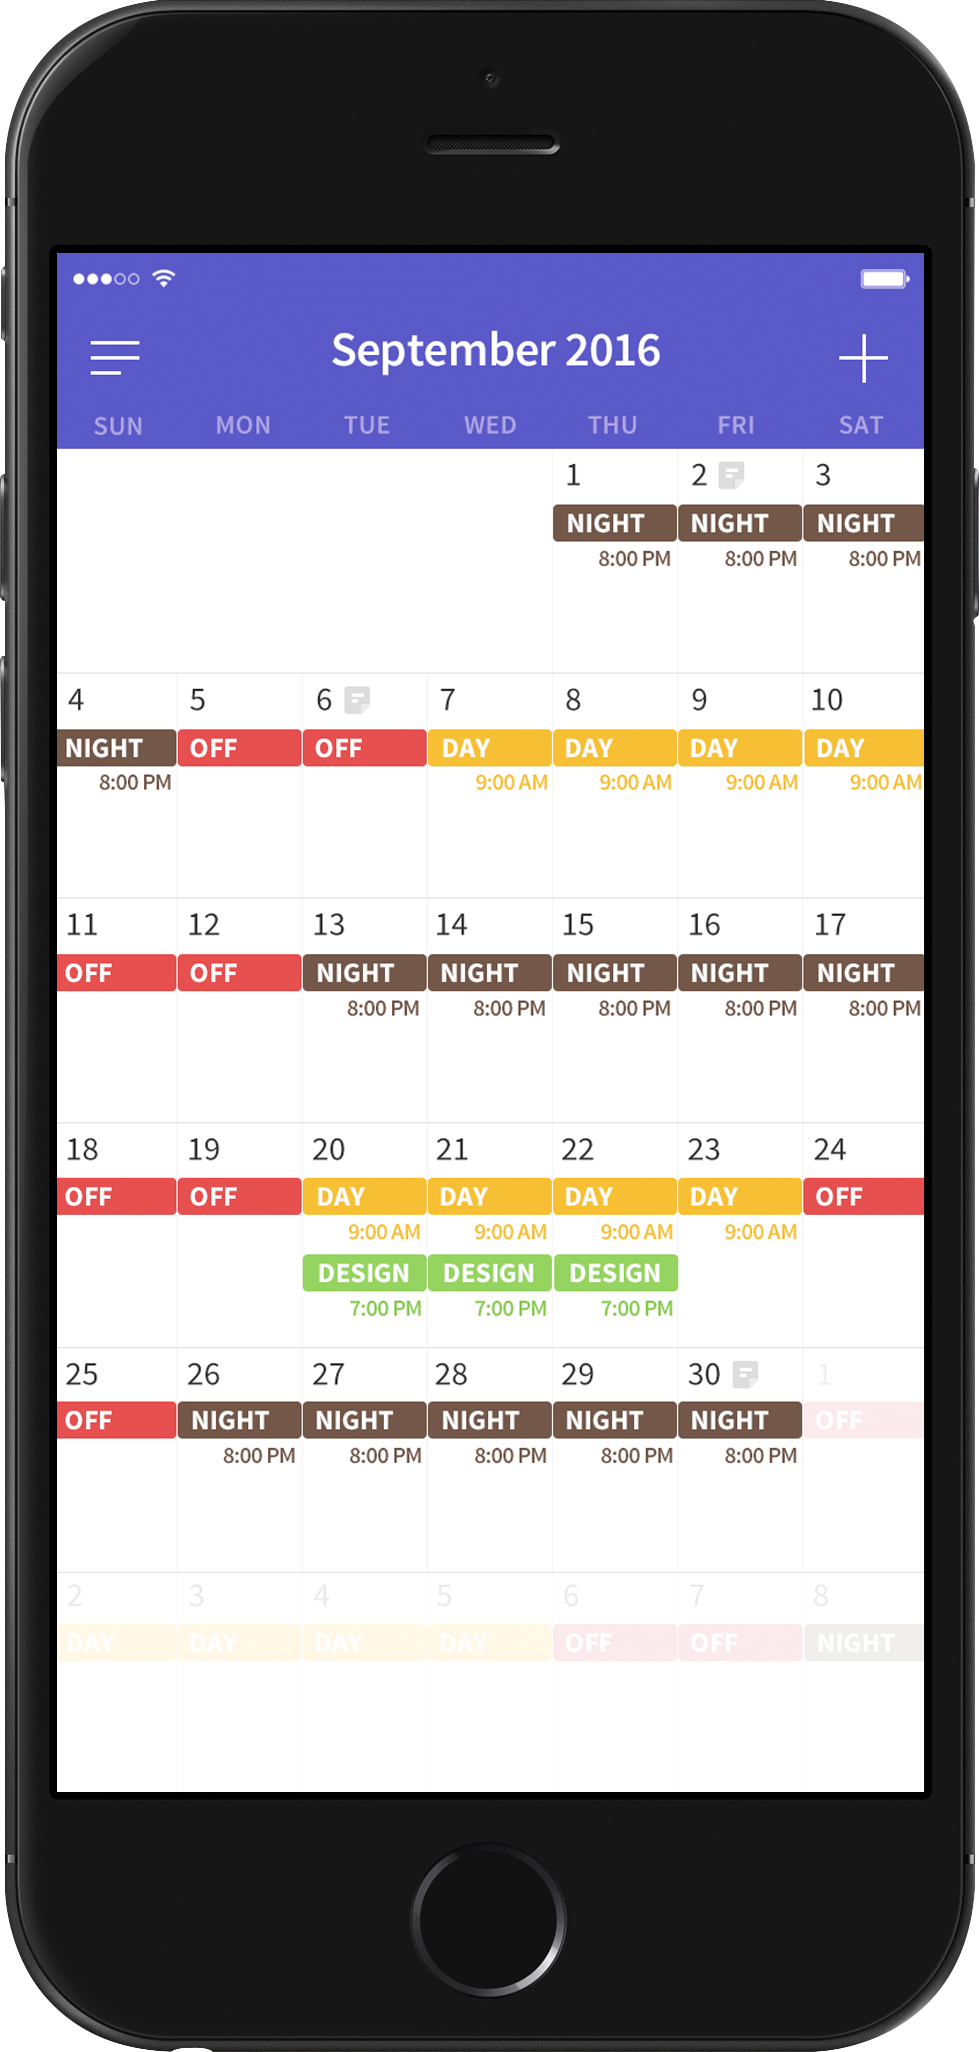 September 2016
SUN MON TUE WED THU FRI SAT
1 2 3
NIGHT NIGHT NIGHT
8:00 PM 8:00 PM 8:00 PM
4 5 6 7 8 9 10
NIGHT OFF OFF DAY DAY DAY DAY
8:00 PM 9:00 AM 9:00 AM 9:00 AM 9:00 AM
11 12 13 14 15 16 17
OFF OFF NIGHT NIGHT NIGHT NIGHT NIGHT
8:00 PM 8:00 PM 8:00 PM 8:00 PM 8:00 PM
18 19 20 21 22 23 24
OFF OFF DAY DAY DAY DAY OFF
9:00 AM 9:00 AM 9:00 AM 9:00 AM
DESIGN DESIGN DESIGN
7:00 PM 7:00 PM 7:00 PM
25 26 27 28 29 30 1
OFF NIGHT NIGHT NIGHT NIGHT NIGHT OFF
8:00 PM 8:00 PM 8:00 PM 8:00 PM 8:00 PM
2 3 4 5 6 7 8
DAY DAY DAY DAY OFF OFF NIGHT